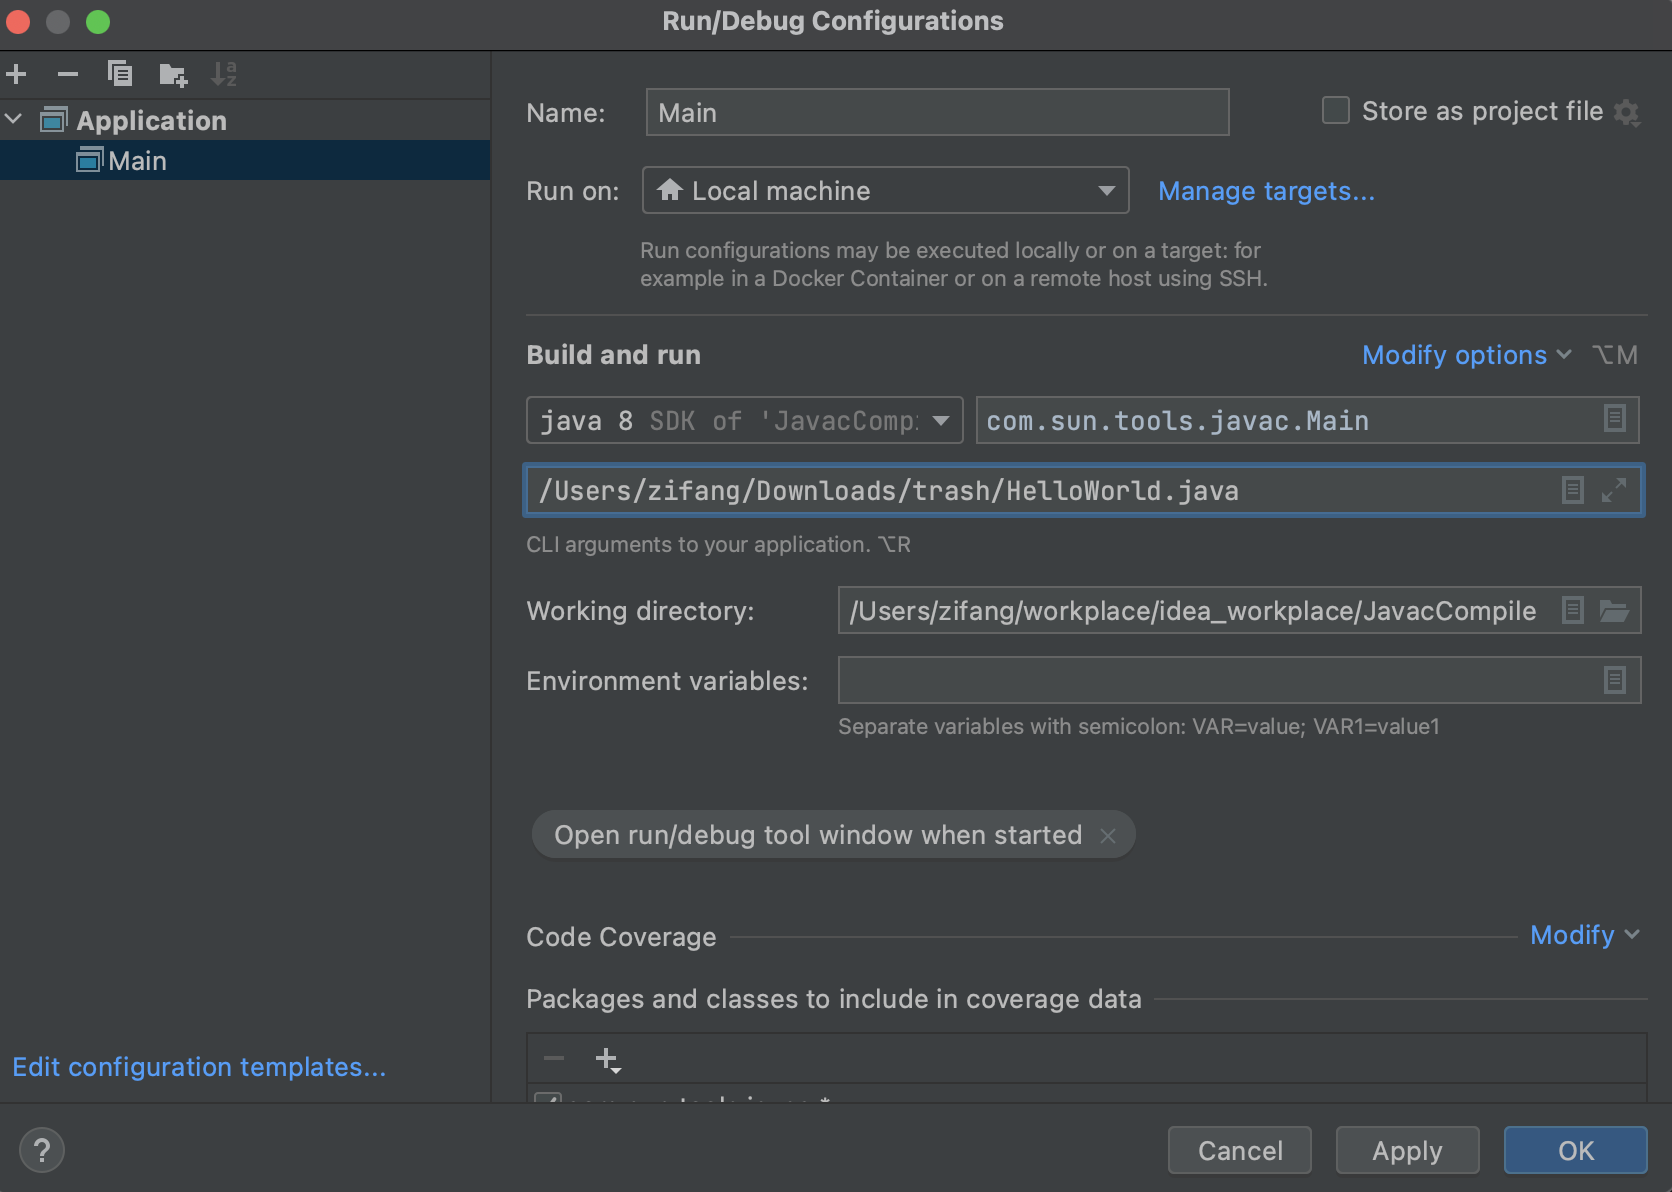 Run/Debug Configurations
Application
Main
Edit configuration templates...
Name: Main
Store as project file
Run on: Local machine Manage targets...
Run configurations may be executed locally or on a target: for
example in a Docker Container or on a remote host using SSH.
Build and run
Modify options ⌥M
java 8 SDK of 'JavacComp
com.sun.tools.javac.Main
/Users/zifang/Downloads/trash/HelloWorld.java
CLI arguments to your application. ⌥R
Working directory: /Users/zifang/workplace/idea_workplace/JavacCompile
Environment variables:
Separate variables with semicolon: VAR=value; VAR1=value1
Open run/debug tool window when started
Code Coverage
Modify
Packages and classes to include in coverage data
?
Cancel
Apply
OK